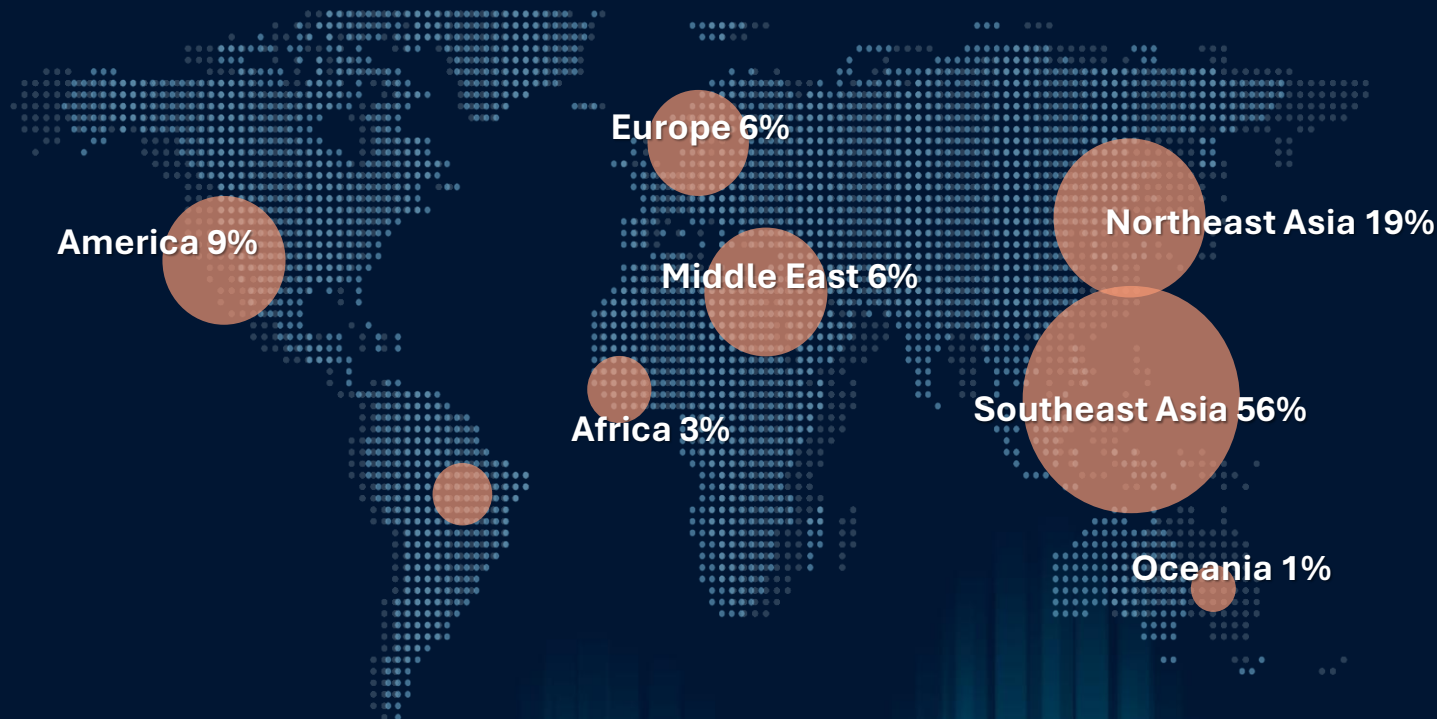 Europe 6%
Northeast Asia 19%
America 9%
Middle East 6%
Southeast Asia 56%
Africa 3%
Oceania 1%